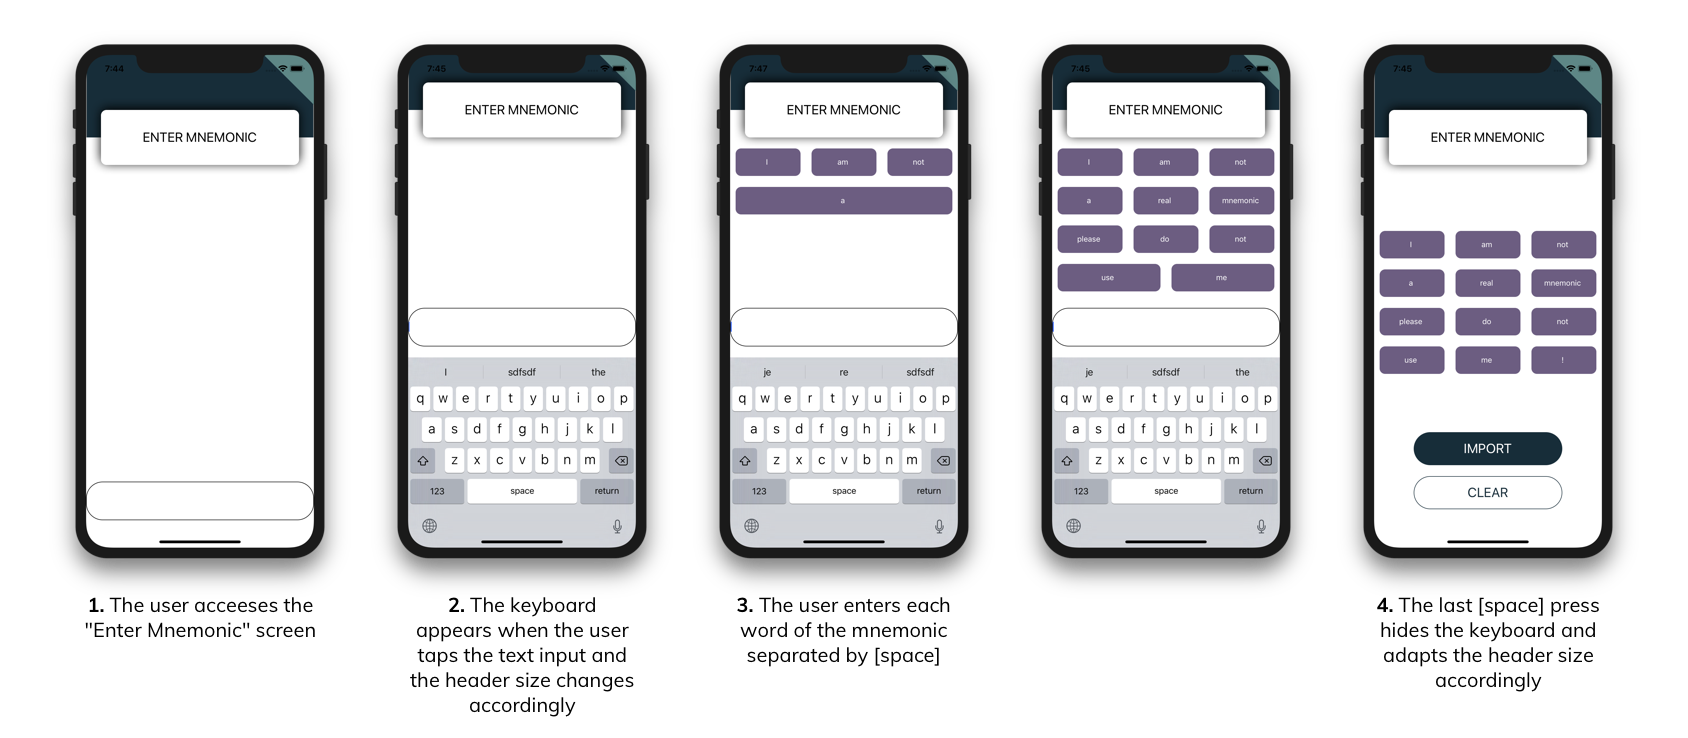 7:44
ENTER MNEMONIC
1. The user acceeses the
"Enter Mnemonic" screen
7:45
ENTER MNEMONIC
I sdfsdf the
q w e r t y u i o p
a s d f g h j k l
z x c v b n m
123 space return
2. The keyboard
appears when the user
taps the text input and
the header size changes
accordingly
7:47
ENTER MNEMONIC
I am not
a
je re sdfsdf
q w e r t y u i o p
a s d f g h j k l
z x c v b n m
123 space return
3. The user enters each
word of the mnemonic
separated by [space]
7:45
ENTER MNEMONIC
I am not
a real mnemonic
please do not
use me
je sdfsdf the
q w e r t y u i o p
a s d f g h j k l
z x c v b n m
123 space return
7:45
ENTER MNEMONIC
I am not
a real mnemonic
please do not
use me !
IMPORT
CLEAR
4. The last [space] press
hides the keyboard and
adapts the header size
accordingly